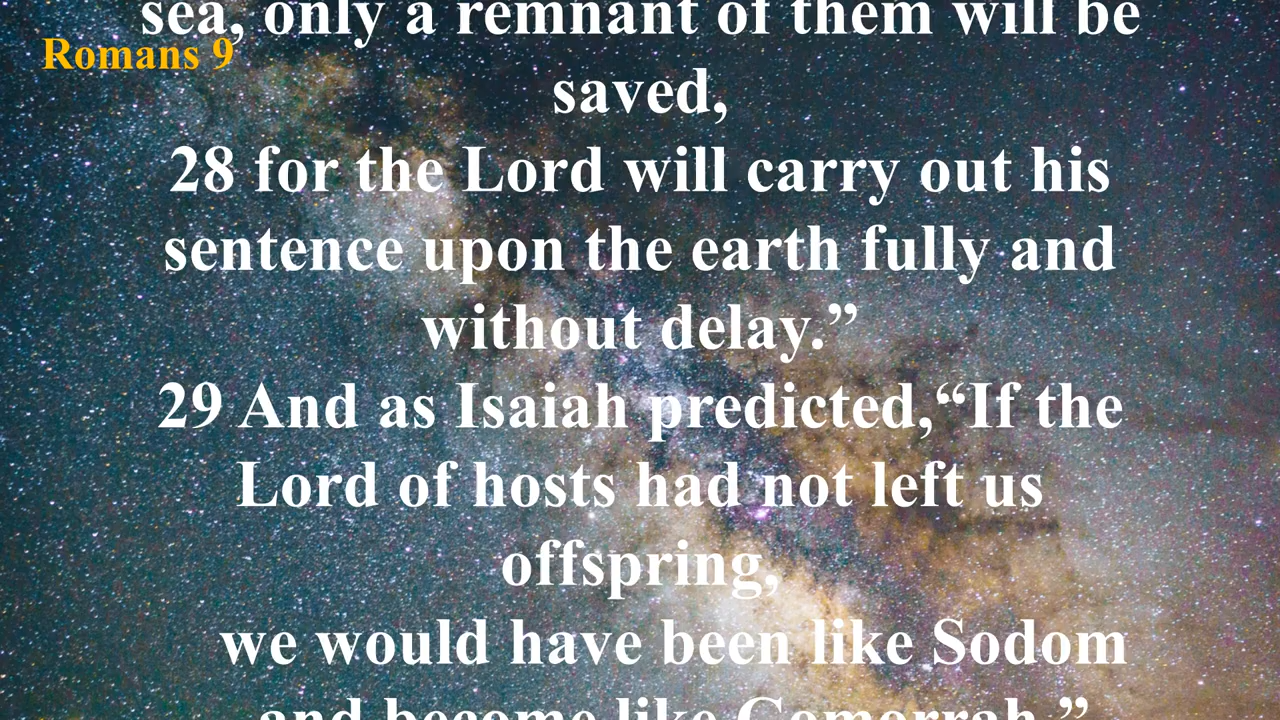 sea, only a remnant of them will be
Romans 9
saved,
28 for the Lord will carry out his
sentence upon the earth fully and
without delay.”
29 And as Isaiah predicted,“If the
Lord of hosts had not left us
offspring,
we would have been like Sodom
and become like Gomorrah.”